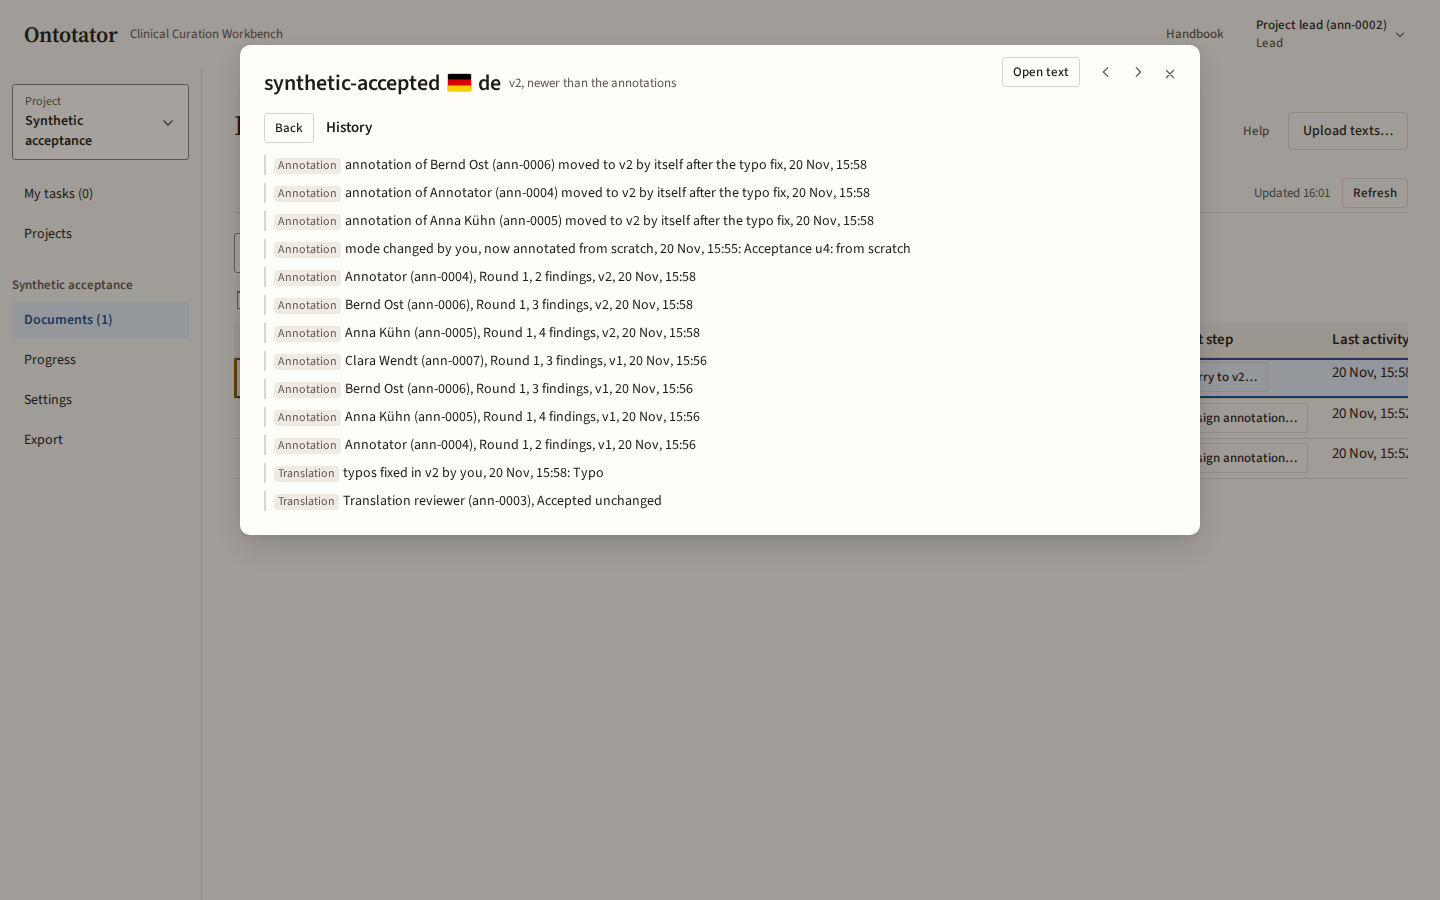 Ontotator Clinical Curation Workbench
Handbook
Project lead (ann-0002)
Lead
Project
Synthetic
acceptance
My tasks (0)
Projects
Synthetic acceptance
Documents (1)
Progress
Settings
Export
Help
Upload texts…
Updated 16:01
Refresh
synthetic-accepted de v2, newer than the annotations
Open text
Back
History
Annotation annotation of Bernd Ost (ann-0006) moved to v2 by itself after the typo fix, 20 Nov, 15:58
Annotation annotation of Annotator (ann-0004) moved to v2 by itself after the typo fix, 20 Nov, 15:58
Annotation annotation of Anna Kühn (ann-0005) moved to v2 by itself after the typo fix, 20 Nov, 15:58
Annotation mode changed by you, now annotated from scratch, 20 Nov, 15:55: Acceptance u4: from scratch
Annotation Annotator (ann-0004), Round 1, 2 findings, v2, 20 Nov, 15:58
Annotation Bernd Ost (ann-0006), Round 1, 3 findings, v2, 20 Nov, 15:58
Annotation Anna Kühn (ann-0005), Round 1, 4 findings, v2, 20 Nov, 15:58
Annotation Clara Wendt (ann-0007), Round 1, 3 findings, v1, 20 Nov, 15:56
Annotation Bernd Ost (ann-0006), Round 1, 3 findings, v1, 20 Nov, 15:56
Annotation Anna Kühn (ann-0005), Round 1, 4 findings, v1, 20 Nov, 15:56
Annotation Annotator (ann-0004), Round 1, 2 findings, v1, 20 Nov, 15:56
Translation typos fixed in v2 by you, 20 Nov, 15:58: Typo
Translation Translation reviewer (ann-0003), Accepted unchanged
step Last activity
to v2… 20 Nov, 15:58
annotation… 20 Nov, 15:52
annotation… 20 Nov, 15:52